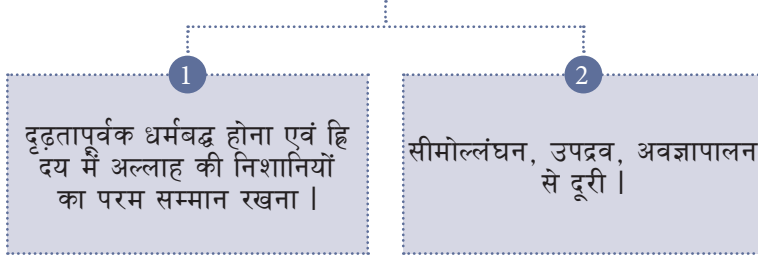 1
दृढ़तापूर्वक धर्मबद्ध होना एवं ह्रि
दय में अल्लाह की निशानियों
का परम सम्मान रखना |
2
सीमोल्लंघन, उपद्रव, अवज्ञापालन
से दूरी |